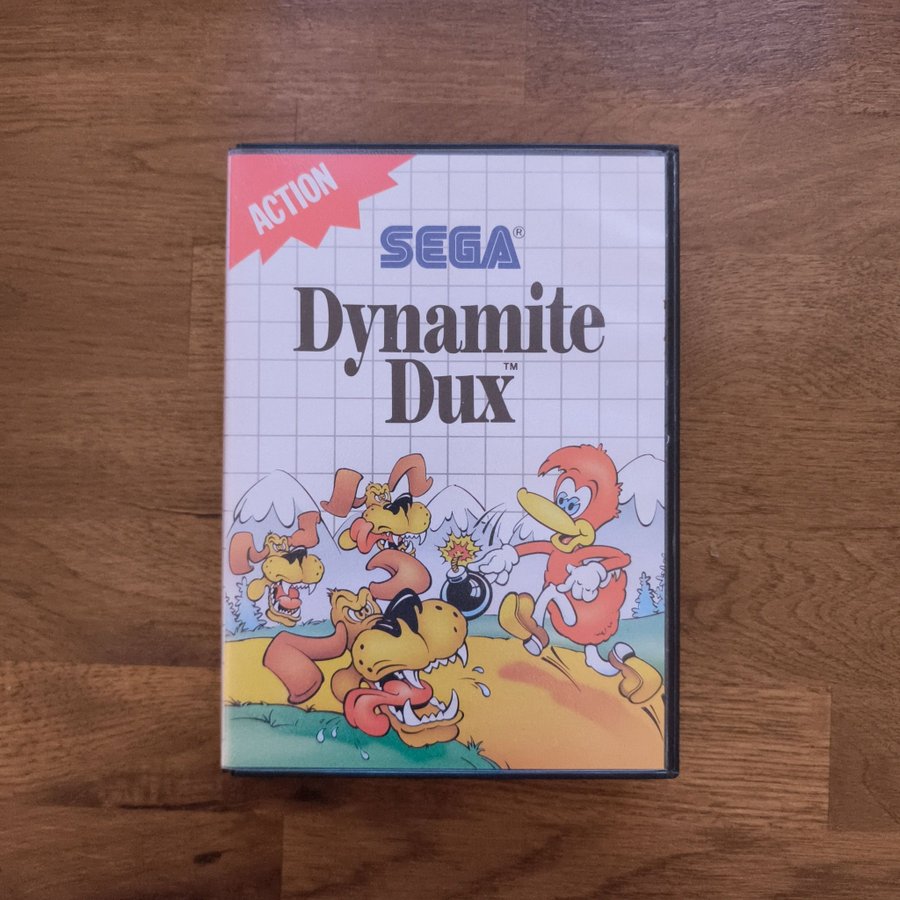 ACTION
SEGA®
Dynamite
Dux™